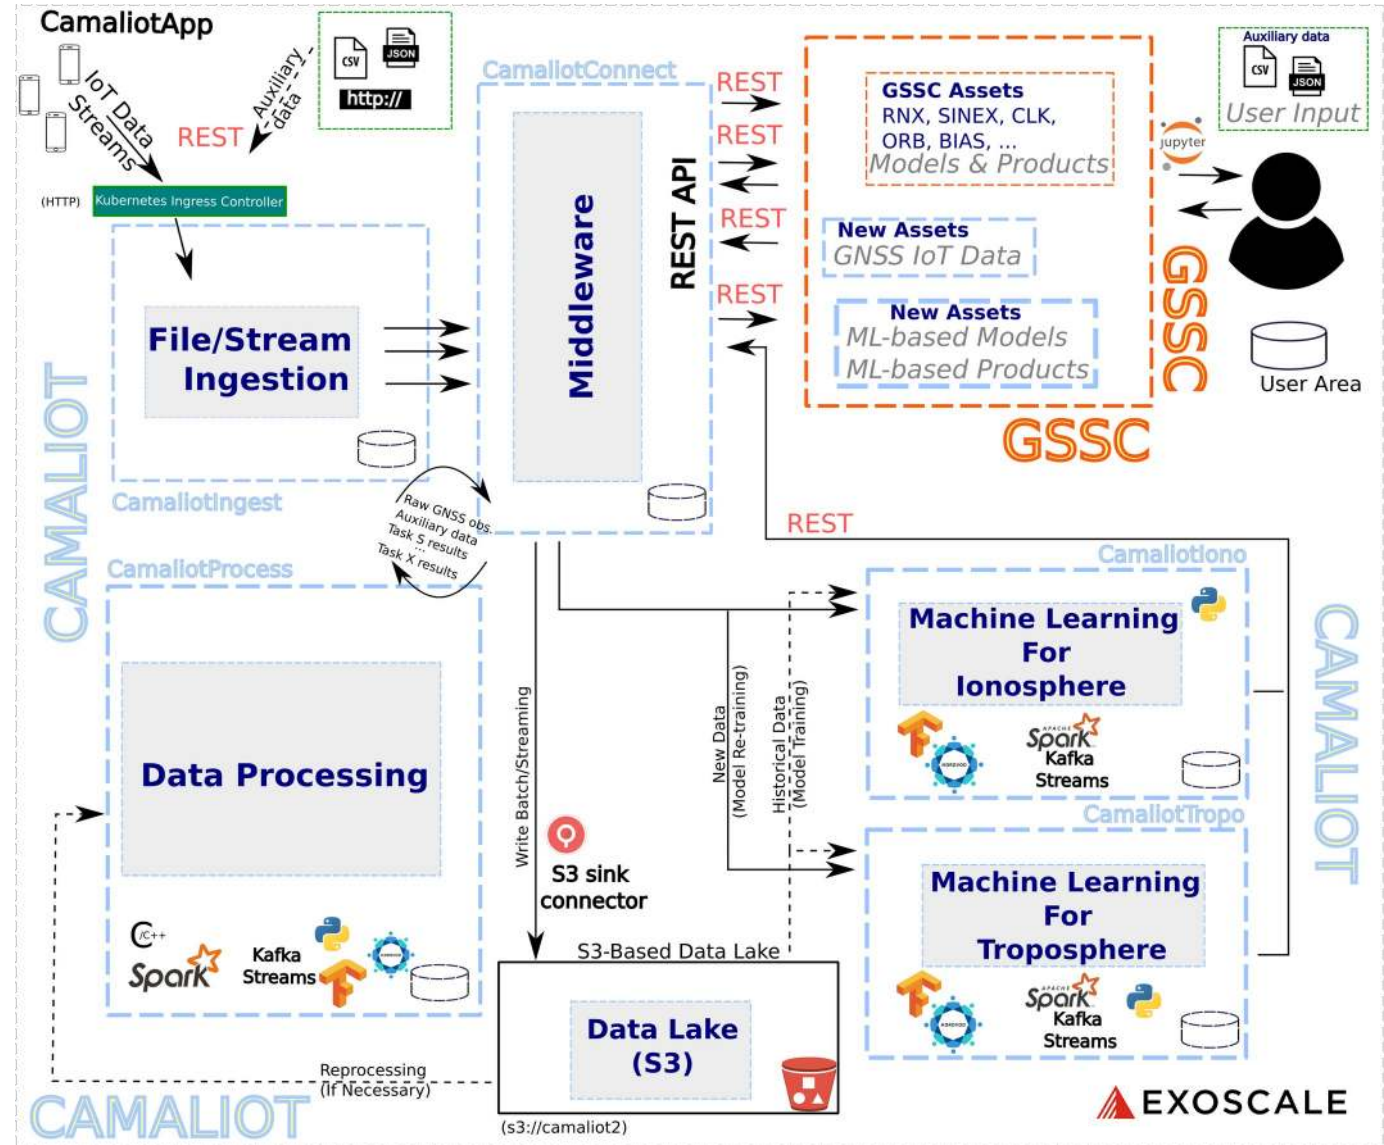 CamaliotApp
IoT Data
Streams
REST
Auxiliary
data
CSV
JSON
http://
(HTTP)
Kubernetes Ingress Controller
File/Stream
Ingestion
CamaliotIngest
CAMALIOT
CamaliotConnect
Middleware
REST API
REST
REST
REST
REST
GSSC Assets
RNX, SINEX, CLK,
ORB, BIAS, ...
Models & Products
New Assets
GNSS IoT Data
New Assets
ML-based Models
ML-based Products
GSSC
GSSC
Auxiliary data
CSV
JSON
User Input
jupyter
User Area
Raw GNSS obs.
Auxiliary data
Task S results
...
Task X results
CamaliotProcess
Data Processing
C/C++
Spark
Kafka
Streams
HOROVOD
Write Batch/Streaming
S3 sink
connector
New Data
(Model Re-training)
Historical Data
(Model Training)
REST
CamaliotIono
Machine Learning
For
Ionosphere
HOROVOD
APACHE
Spark
Kafka
Streams
CamaliotTropo
Machine Learning
For
Troposphere
HOROVOD
APACHE
Spark
Kafka
Streams
CAMALIOT
S3-Based Data Lake
Data Lake
(S3)
(s3://camaliot2)
Reprocessing
(If Necessary)
CAMALIOT
EXOSCALE